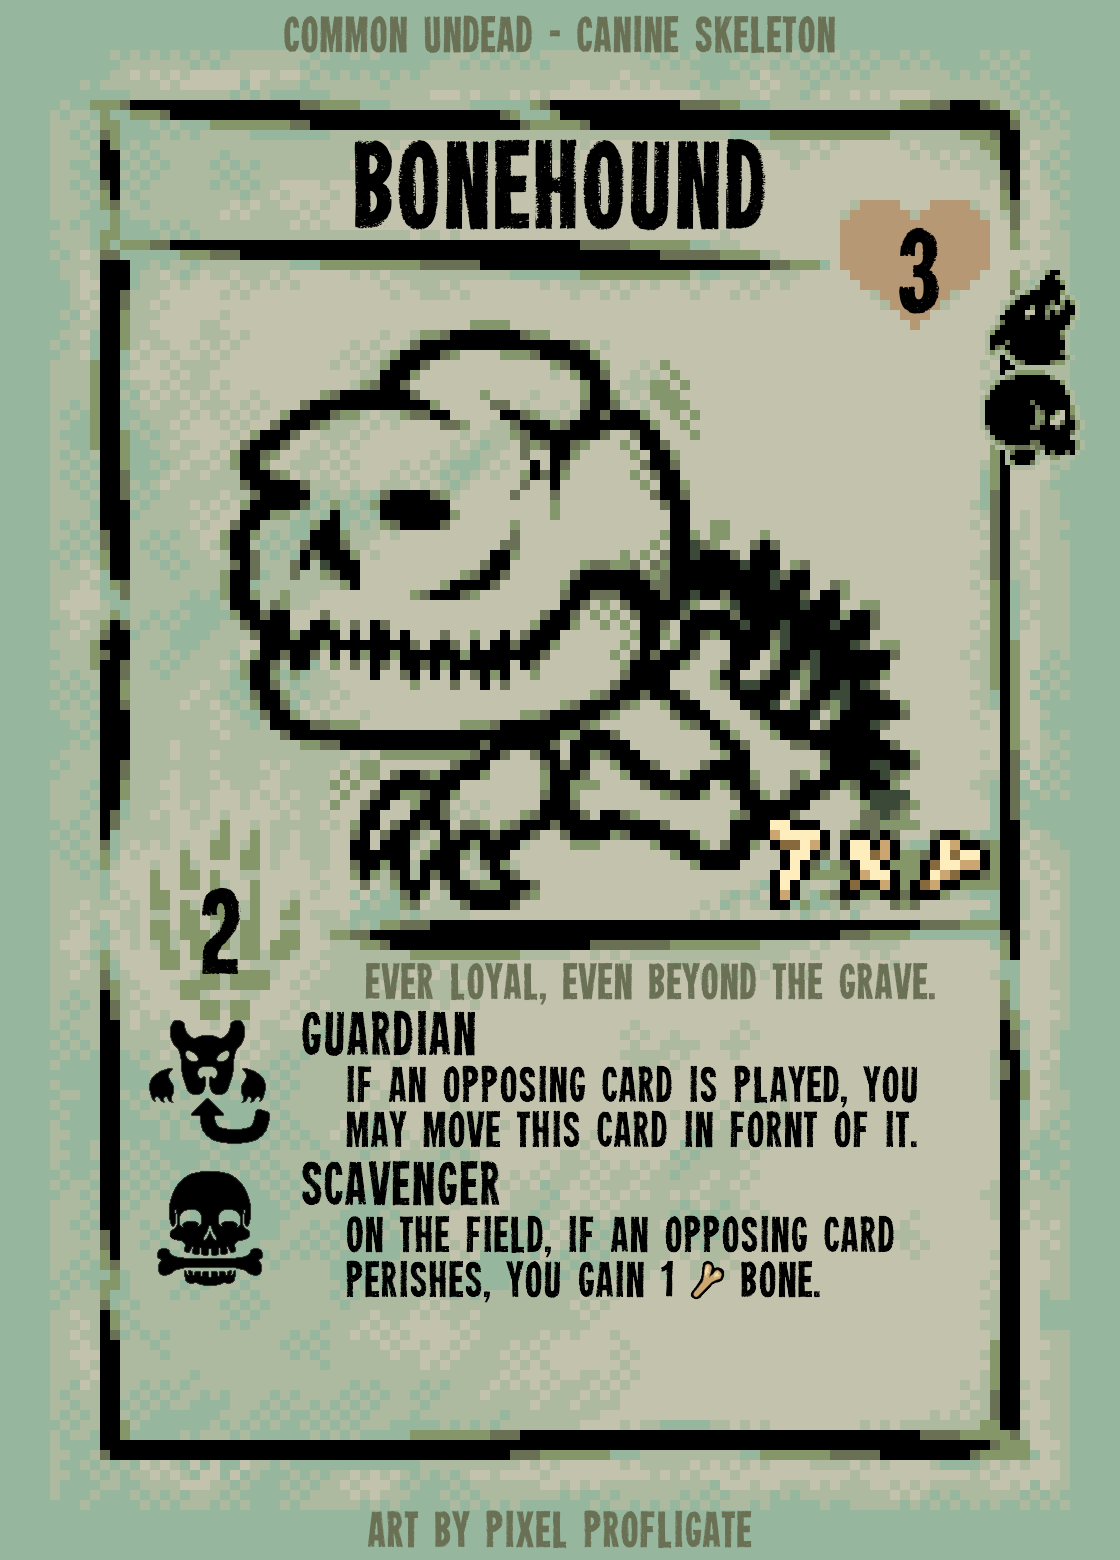 COMMON UNDEAD - CANINE SKELETON
BONEHOUND
3
7 X
2
EVER LOYAL, EVEN BEYOND THE GRAVE.
GUARDIAN
IF AN OPPOSING CARD IS PLAYED, YOU
MAY MOVE THIS CARD IN FORNT OF IT.
SCAVENGER
ON THE FIELD, IF AN OPPOSING CARD
PERISHES, YOU GAIN 1 BONE.
ART BY PIXEL PROFLIGATE